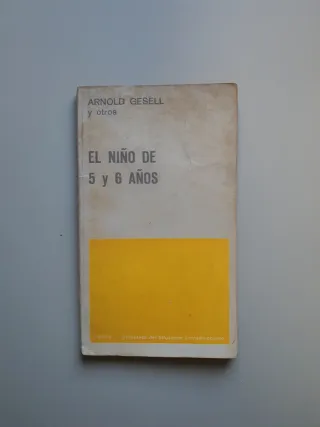 ARNOLD GESELL
y otros
EL NIÑO DE
5 y 6 AÑOS